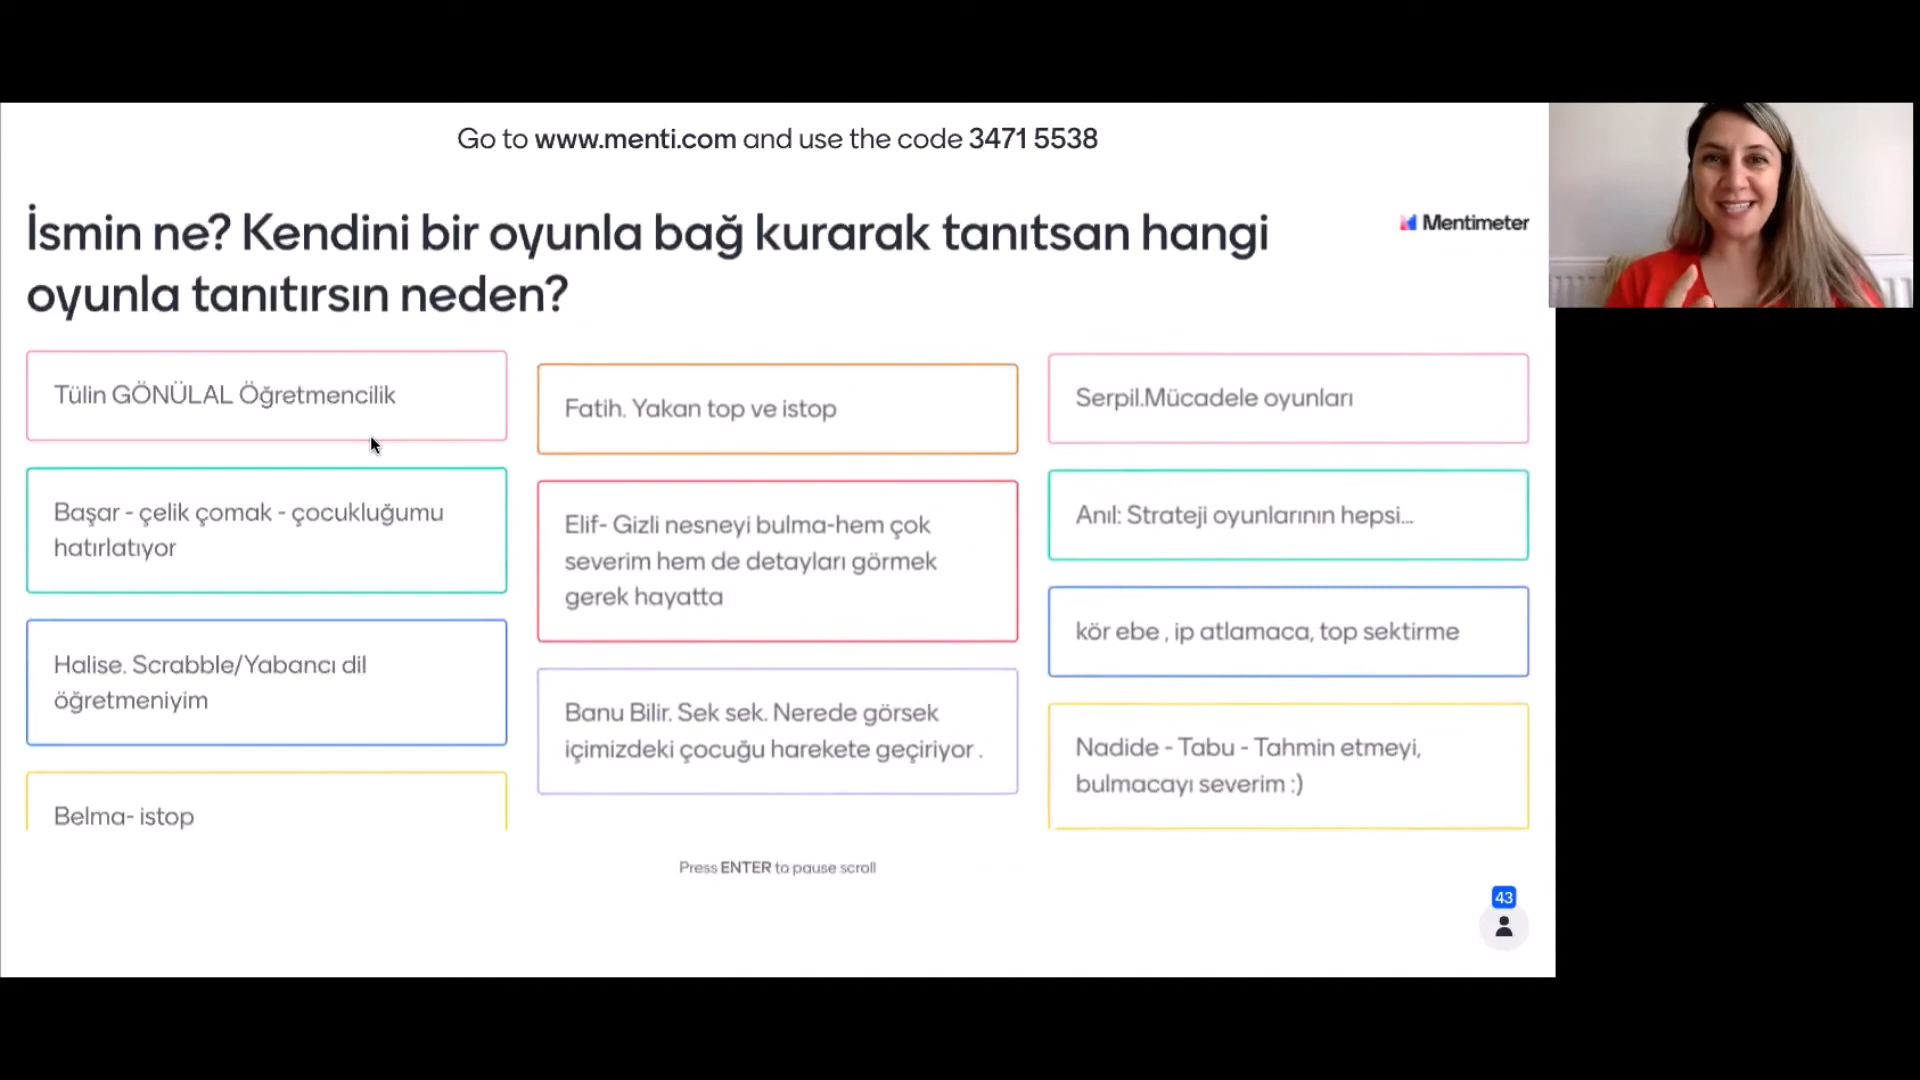 Go to www.menti.com and use the code 3471 5538
İsmin ne? Kendini bir oyunla bağ kurarak tanıtsan hangi
oyunla tanıtırsın neden?
Mentimeter
Tülin GÖNÜLAL Öğretmencilik
Başar - çelik çomak - çocukluğumu
hatırlatıyor
Halise. Scrabble/Yabancı dil
öğretmeniyim
Belma- istop
Fatih. Yakan top ve istop
Elif- Gizli nesneyi bulma-hem çok
severim hem de detayları görmek
gerek hayatta
Banu Bilir. Sek sek. Nerede görsek
içimizdeki çocuğu harekete geçiriyor .
Serpil.Mücadele oyunları
Anıl: Strateji oyunlarının hepsi...
kör ebe , ip atlamaca, top sektirme
Nadide - Tabu - Tahmin etmeyi,
bulmacayı severim :)
Press ENTER to pause scroll
43